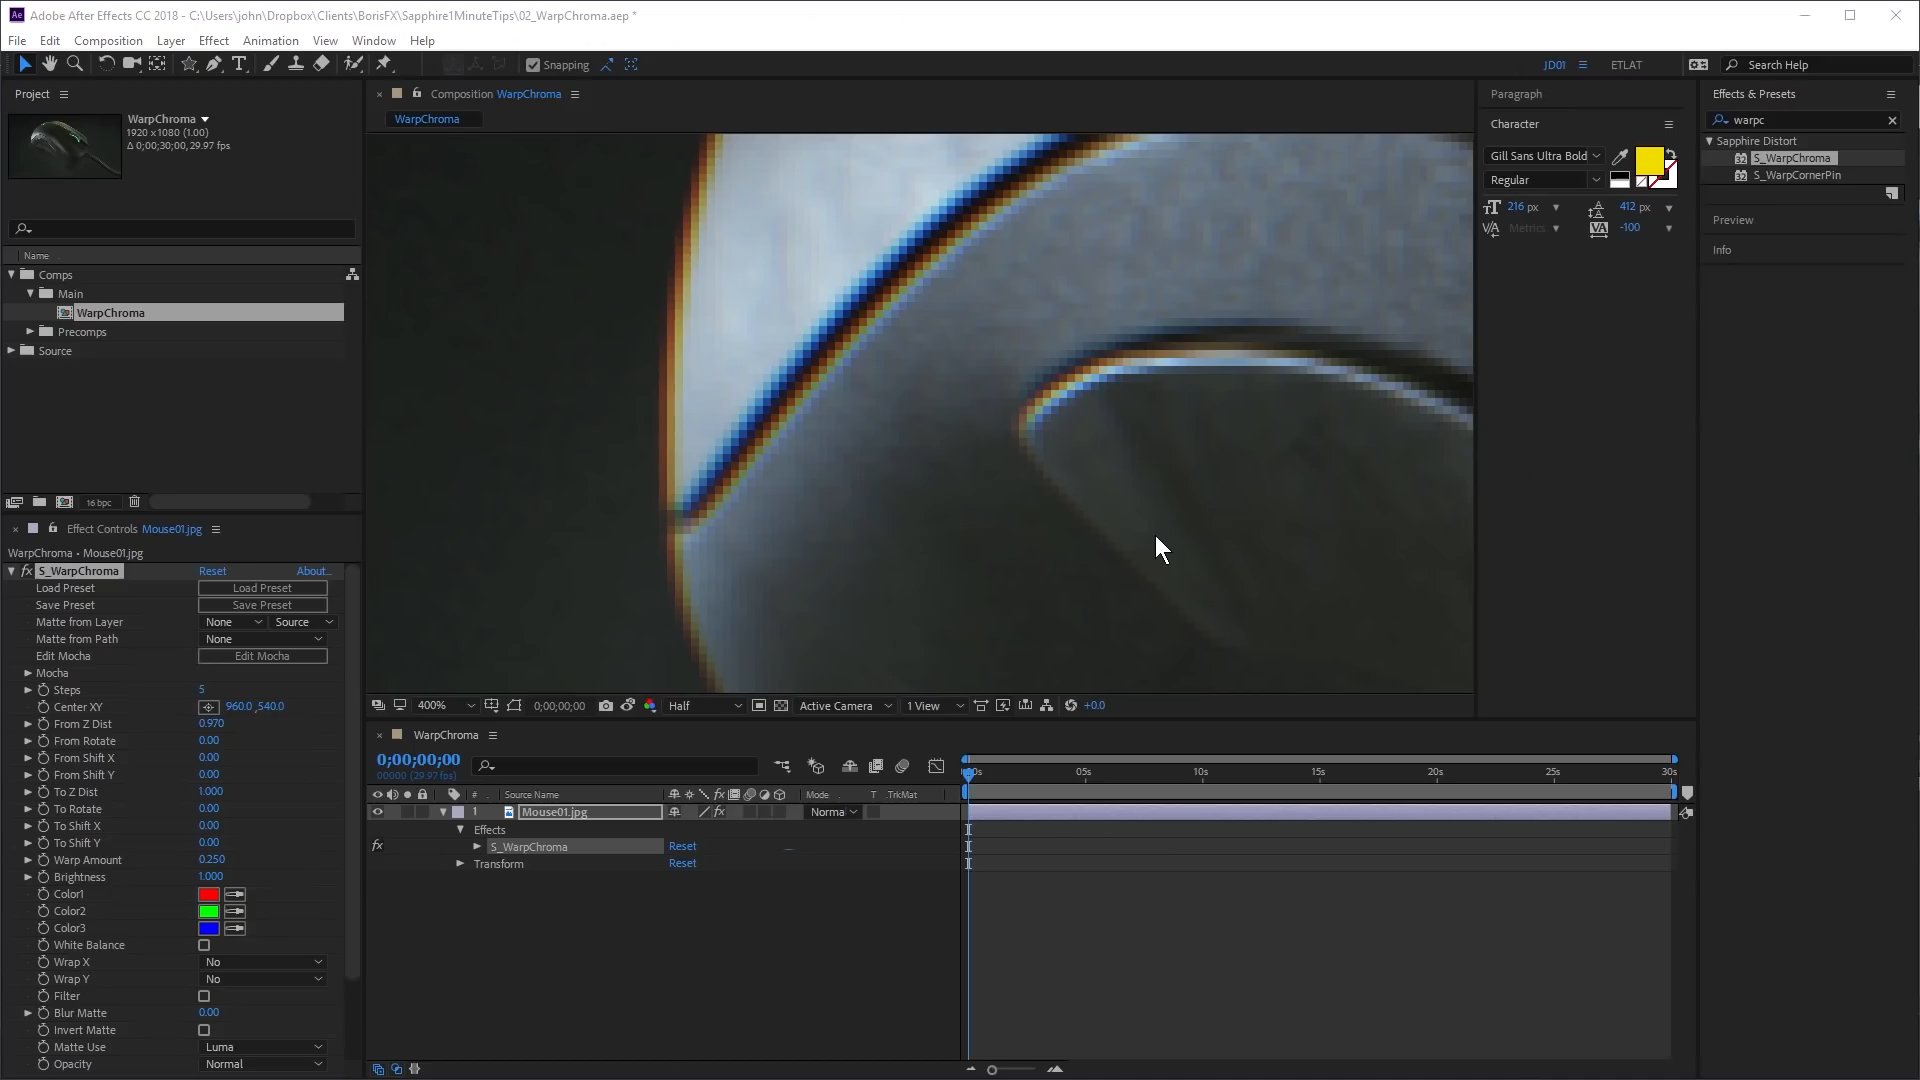 Adobe After Effects CC 2018 - C:\Users\john\Dropbox\Clients\BorisFX\Sapphire1MinuteTips\02_WarpChroma.aep *
File Edit Composition Layer Effect Animation View Window Help
Snapping JD01 ETLAT Search Help
Project
WarpChroma
1920 x1080 (1.00)
Δ 0;00;30;00, 29.97 fps
Name
Comps
Main
WarpChroma
Precomps
Source
16 bpc
Composition WarpChroma
WarpChroma
400% 0;00;00;00 Half Active Camera 1 View +0.0
Paragraph
Character
Gill Sans Ultra Bold
Regular
216 px 412 px
Metrics -100
Effects & Presets
warpc
Sapphire Distort
S_WarpChroma
S_WarpCornerPin
Preview
Info
Effect Controls Mouse01.jpg
WarpChroma • Mouse01.jpg
fx S_WarpChroma Reset About...
Load Preset Load Preset
Save Preset Save Preset
Matte from Layer None Source
Matte from Path None
Edit Mocha Edit Mocha
Mocha
Steps 5
Center XY 960.0 ,540.0
From Z Dist 0.970
From Rotate 0.00
From Shift X 0.00
From Shift Y 0.00
To Z Dist 1.000
To Rotate 0.00
To Shift X 0.00
To Shift Y 0.00
Warp Amount 0.250
Brightness 1.000
Color1
Color2
Color3
White Balance
Wrap X No
Wrap Y No
Filter
Blur Matte 0.00
Invert Matte
Matte Use Luma
Opacity Normal
WarpChroma
0;00;00;00
00000 (29.97 fps)
05s 10s 15s 20s 25s 30s
# Source Name Mode T .TrkMat
1 Mouse01.jpg Norma
Effects
fx S_WarpChroma Reset
Transform Reset